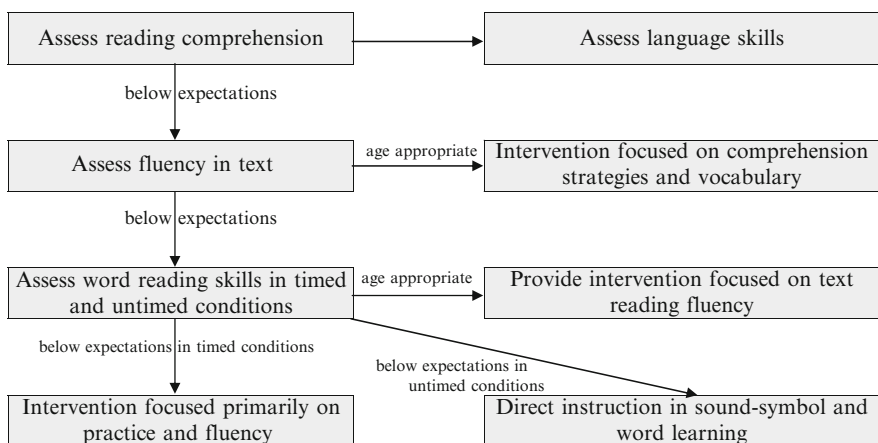 Assess reading comprehension
Assess language skills
below expectations
Assess fluency in text
age appropriate
Intervention focused on comprehension
strategies and vocabulary
below expectations
Assess word reading skills in timed
and untimed conditions
age appropriate
Provide intervention focused on text
reading fluency
below expectations in timed conditions
below expectations in
untimed conditions
Intervention focused primarily on
practice and fluency
Direct instruction in sound-symbol and
word learning